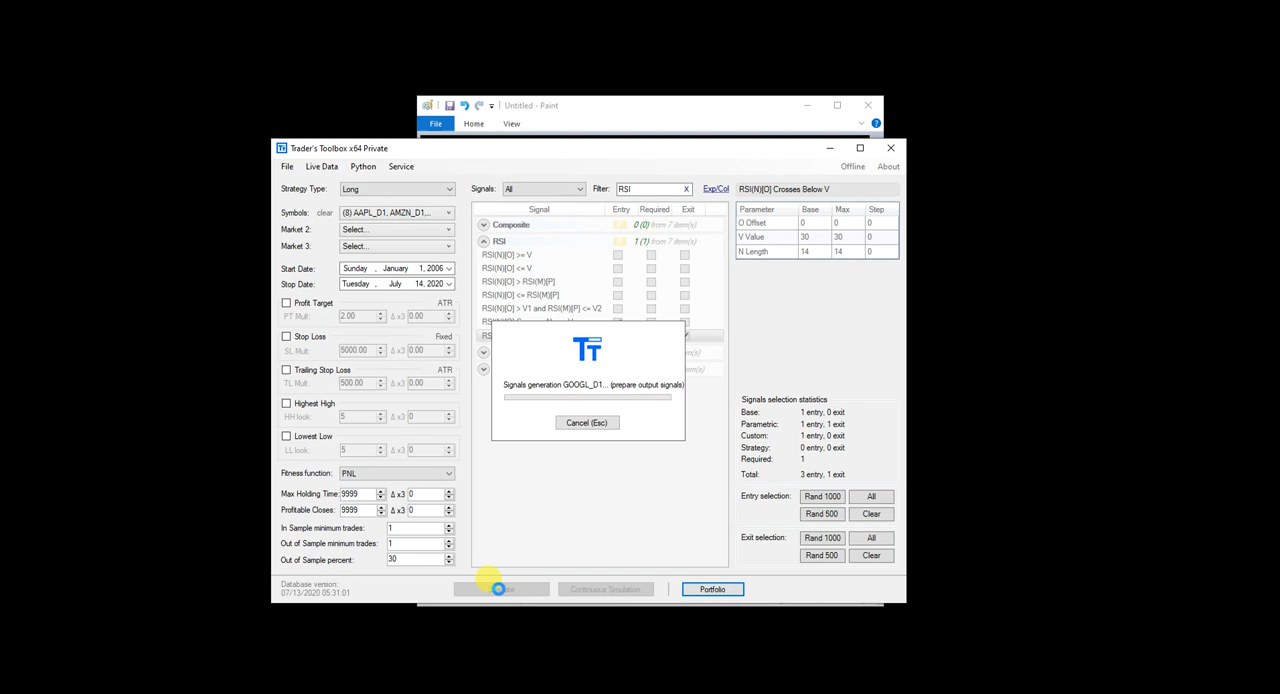 Untitled - Paint
File Home View
Trader's Toolbox x64 Private
File Live Data Python Service Offline About
Strategy Type: Long Signals: All Filter: RSI X Exp/Col RSI(N)[O] Crosses Below V
Signal Entry Required Exit Parameter Base Max Step
Symbols: clear (8) AAPL_D1, AMZN_D1,...
Composite 0 (0) from 7 item(s) O Offset 0 0 0
Market 2: Select...
V Value 30 30 0
RSI 1 (1) from 7 item(s)
Market 3: Select...
N Length 14 14 0
RSI(N)[O] >= V
Start Date: Sunday , January 1, 2006 RSI(N)[O] <= V
Stop Date: Tuesday , July 14, 2020 RSI(N)[O] > RSI(M)[P]
RSI(N)[O] <= RSI(M)[P]
Profit Target ATR
RSI(N)[O] > V1 and RSI(M)[P] <= V2
PT Mult: 2.00 Δ x3 0.00
Stop Loss Fixed
SL Mult: 5000.00 Δ x3 0.00
TT
Trailing Stop Loss ATR
TL Mult: 500.00 Δ x3 0.00
Signals generation GOOGL_D1... (prepare output signals)
Highest High
HH look: 5 Δ x3 0
Cancel (Esc)
Lowest Low
LL look: 5 Δ x3 0
Fitness function: PNL
Max Holding Time: 9999 Δ x3 0
Profitable Closes: 9999 Δ x3 0
In Sample minimum trades: 1
Out of Sample minimum trades: 1
Out of Sample percent: 30
Signals selection statistics
Base: 1 entry, 0 exit
Parametric: 1 entry, 1 exit
Custom: 1 entry, 0 exit
Strategy: 0 entry, 0 exit
Required: 1
Total: 3 entry, 1 exit
Entry selection: Rand 1000 All
Rand 500 Clear
Exit selection: Rand 1000 All
Rand 500 Clear
Database version:
07/13/2020 05:31:01
Continuous Simulation Portfolio